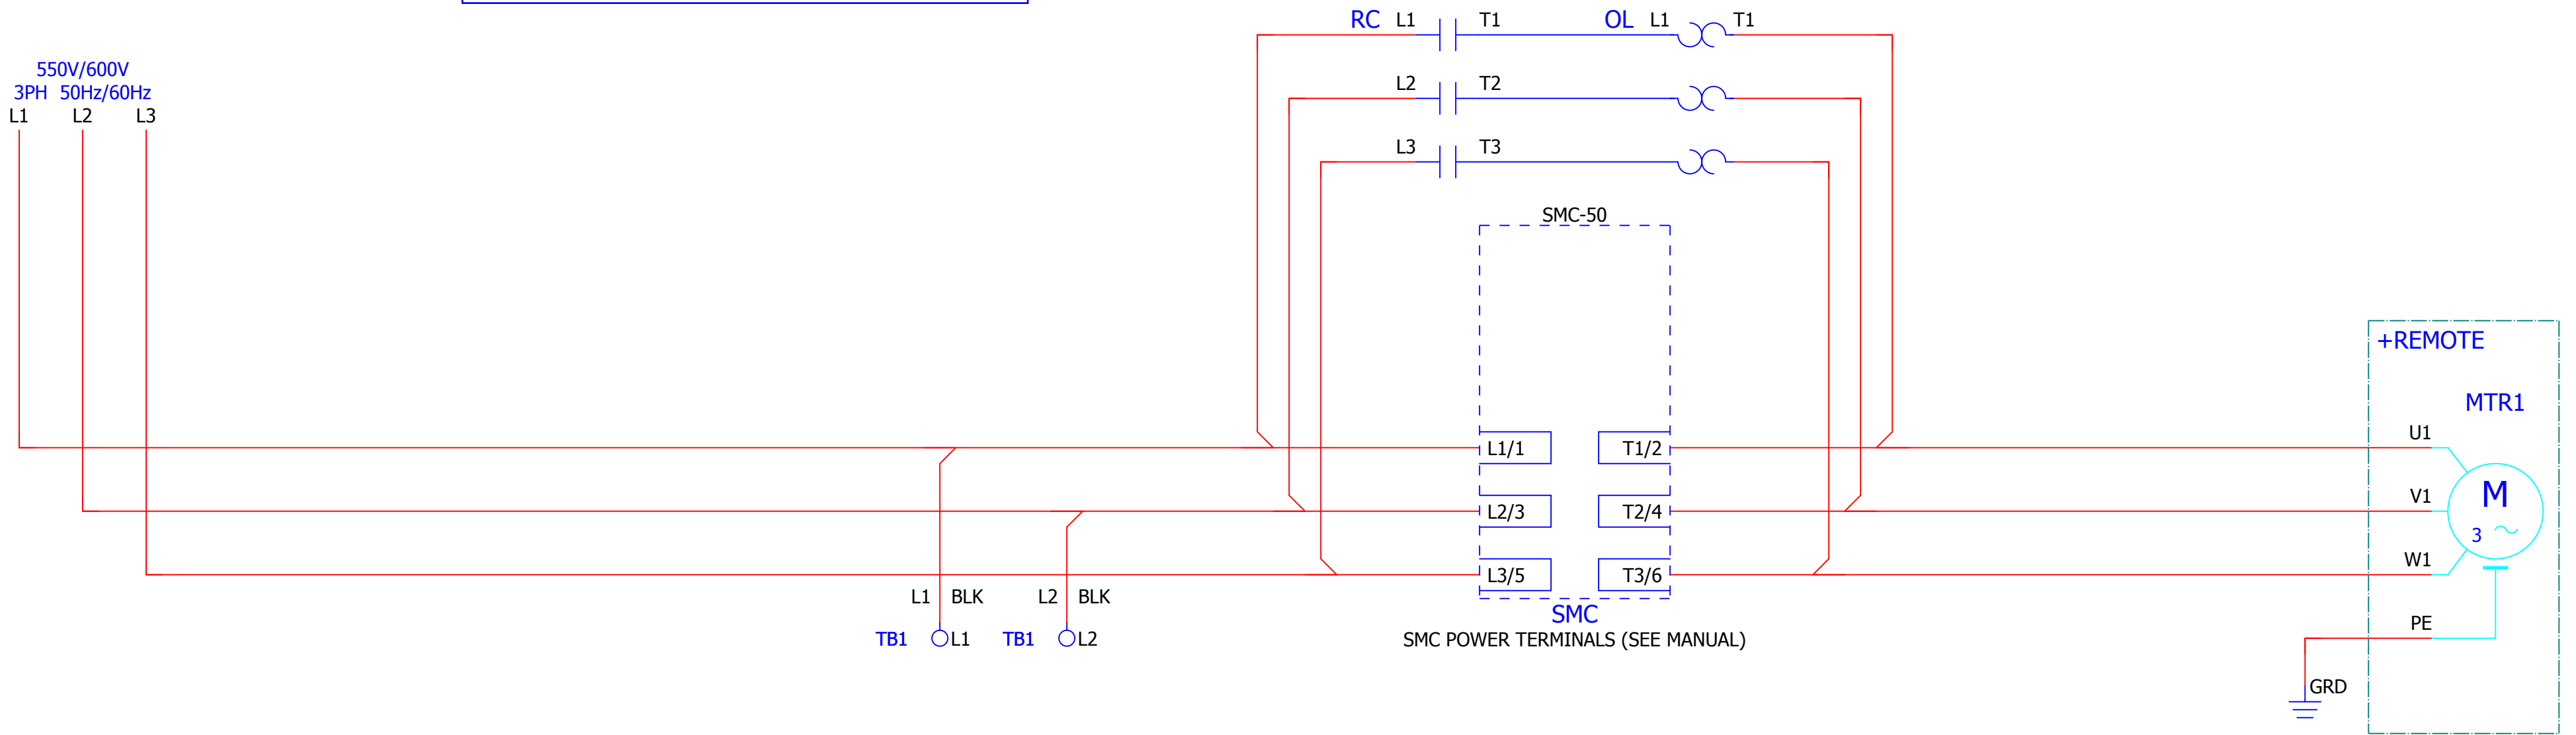 RC L1 T1 OL L1 T1
550V/600V
3PH 50Hz/60Hz
L1 L2 L3
L2 T2
L3 T3
SMC-50
+REMOTE
MTR1
U1
L1/1 T1/2
V1
M
3
L2/3 T2/4
W1
L3/5 T3/6
L1 BLK L2 BLK
SMC
TB1 L1 TB1 L2
SMC POWER TERMINALS (SEE MANUAL)
PE
GRD